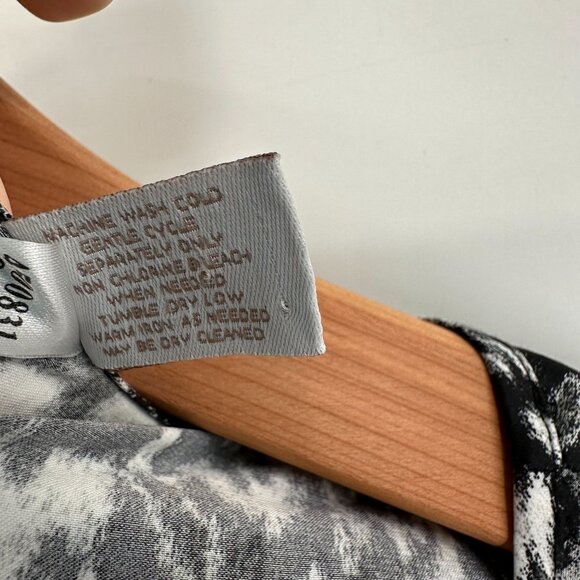 MACHINE WASH COLD
GENTLE CYCLE
SEPARATELY ONLY
NON CHLORINE BLEACH
WHEN NEEDED
TUMBLE DRY LOW
WARM IRON AS NEEDED
MAY BE DRY CLEANED